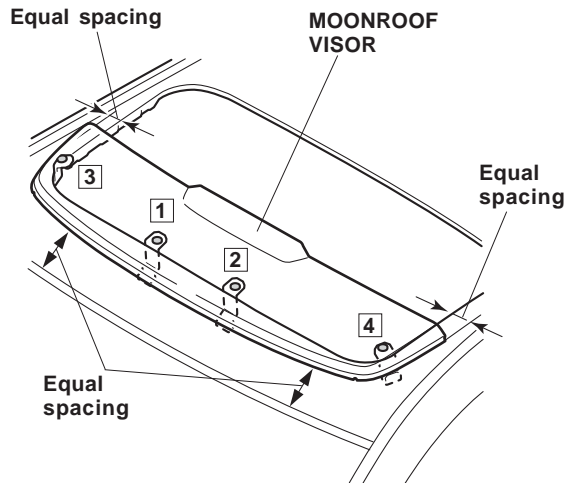 Equal spacing
MOONROOF
VISOR
Equal
spacing
3
1
2
4
Equal
spacing